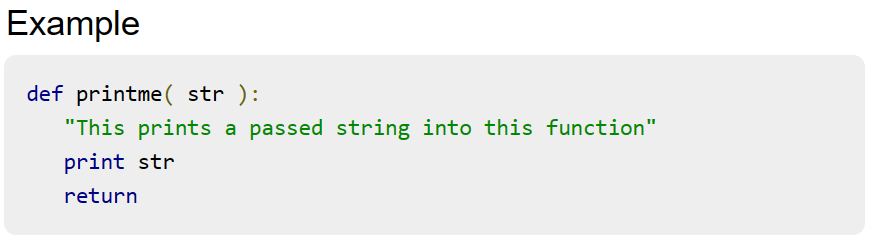 Example
def printme( str ):
   "This prints a passed string into this function"
   print str
   return